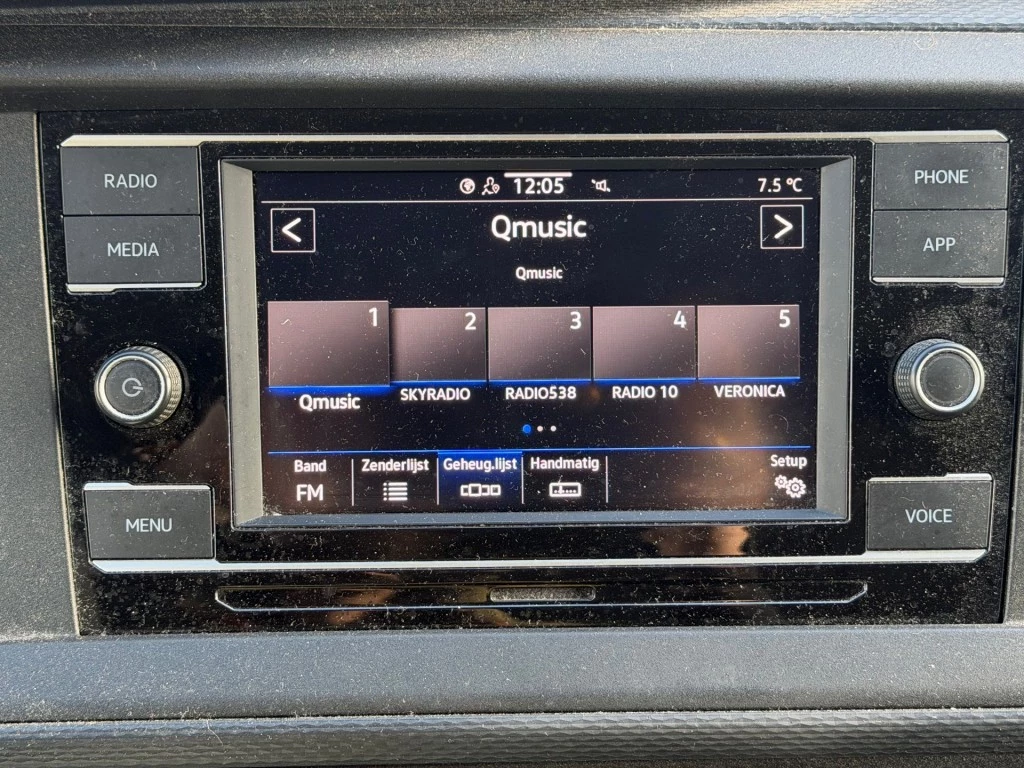 RADIO
MEDIA
MENU
12:05
7.5 °C
<
Qmusic
>
Qmusic
1
2
3
4
5
Qmusic
SKYRADIO
RADIO538
RADIO 10
VERONICA
Band
FM
Zenderlijst
Geheug.lijst
Handmatig
Setup
PHONE
APP
VOICE